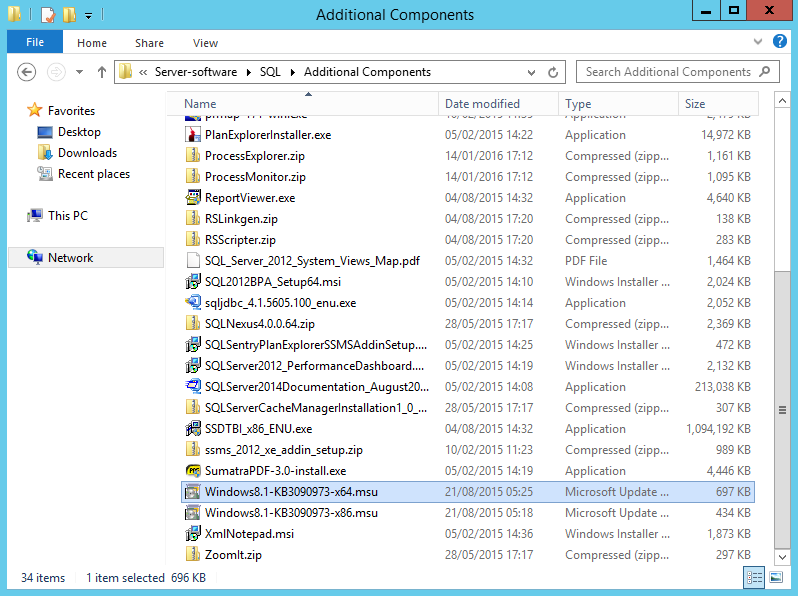 Additional Components
File Home Share View
« Server-software SQL Additional Components
Search Additional Components
Favorites
Desktop
Downloads
Recent places
This PC
Network
Name Date modified Type Size
PlanExplorerInstaller.exe 05/02/2015 14:22 Application 14,972 KB
ProcessExplorer.zip 14/01/2016 17:12 Compressed (zipp... 1,161 KB
ProcessMonitor.zip 14/01/2016 17:12 Compressed (zipp... 1,095 KB
ReportViewer.exe 04/08/2015 14:32 Application 4,640 KB
RSLinkgen.zip 04/08/2015 17:20 Compressed (zipp... 138 KB
RSScripter.zip 04/08/2015 17:20 Compressed (zipp... 283 KB
SQL_Server_2012_System_Views_Map.pdf 05/02/2015 14:32 PDF File 1,464 KB
SQL2012BPA_Setup64.msi 05/02/2015 14:10 Windows Installer ... 2,024 KB
sqljdbc_4.1.5605.100_enu.exe 05/02/2015 14:14 Application 2,052 KB
SQLNexus4.0.0.64.zip 28/05/2015 17:17 Compressed (zipp... 2,369 KB
SQLSentryPlanExplorerSSMSAddinSetup.... 05/02/2015 14:25 Windows Installer ... 472 KB
SQLServer2012_PerformanceDashboard.... 05/02/2015 14:19 Windows Installer ... 2,132 KB
SQLServer2014Documentation_August20... 05/02/2015 14:08 Application 213,038 KB
SQLServerCacheManagerInstallation1_0_... 28/05/2015 17:17 Compressed (zipp... 307 KB
SSDTBI_x86_ENU.exe 04/08/2015 14:32 Application 1,094,192 KB
ssms_2012_xe_addin_setup.zip 10/02/2015 11:23 Compressed (zipp... 989 KB
SumatraPDF-3.0-install.exe 05/02/2015 14:19 Application 4,446 KB
Windows8.1-KB3090973-x64.msu 21/08/2015 05:25 Microsoft Update ... 697 KB
Windows8.1-KB3090973-x86.msu 21/08/2015 05:18 Microsoft Update ... 434 KB
XmlNotepad.msi 05/02/2015 14:36 Windows Installer ... 1,873 KB
ZoomIt.zip 28/05/2015 17:17 Compressed (zipp... 297 KB
34 items 1 item selected 696 KB